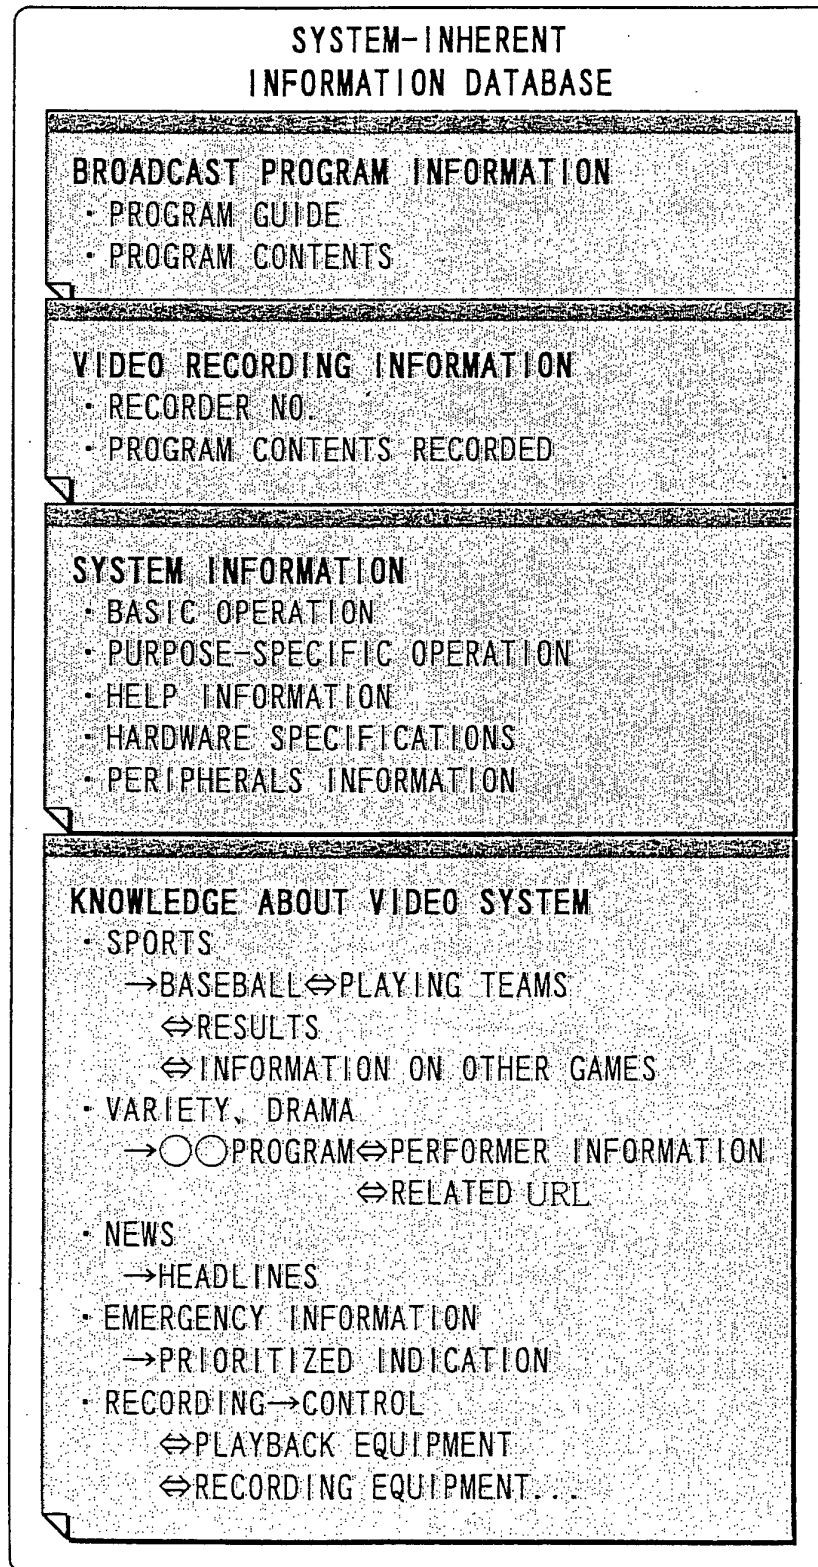 SYSTEM-INHERENT
INFORMATION DATABASE
BROADCAST PROGRAM INFORMATION
・PROGRAM GUIDE
・PROGRAM CONTENTS
VIDEO RECORDING INFORMATION
・RECORDER NO.
・PROGRAM CONTENTS RECORDED
SYSTEM INFORMATION
・BASIC OPERATION
・PURPOSE-SPECIFIC OPERATION
・HELP INFORMATION
・HARDWARE SPECIFICATIONS
・PERIPHERALS INFORMATION
KNOWLEDGE ABOUT VIDEO SYSTEM
・SPORTS
→BASEBALL⇔PLAYING TEAMS
⇔RESULTS
⇔INFORMATION ON OTHER GAMES
・VARIETY、DRAMA
→○○PROGRAM⇔PERFORMER INFORMATION
⇔RELATED URL
・NEWS
→HEADLINES
・EMERGENCY INFORMATION
→PRIORITIZED INDICATION
・RECORDING→CONTROL
⇔PLAYBACK EQUIPMENT
⇔RECORDING EQUIPMENT...